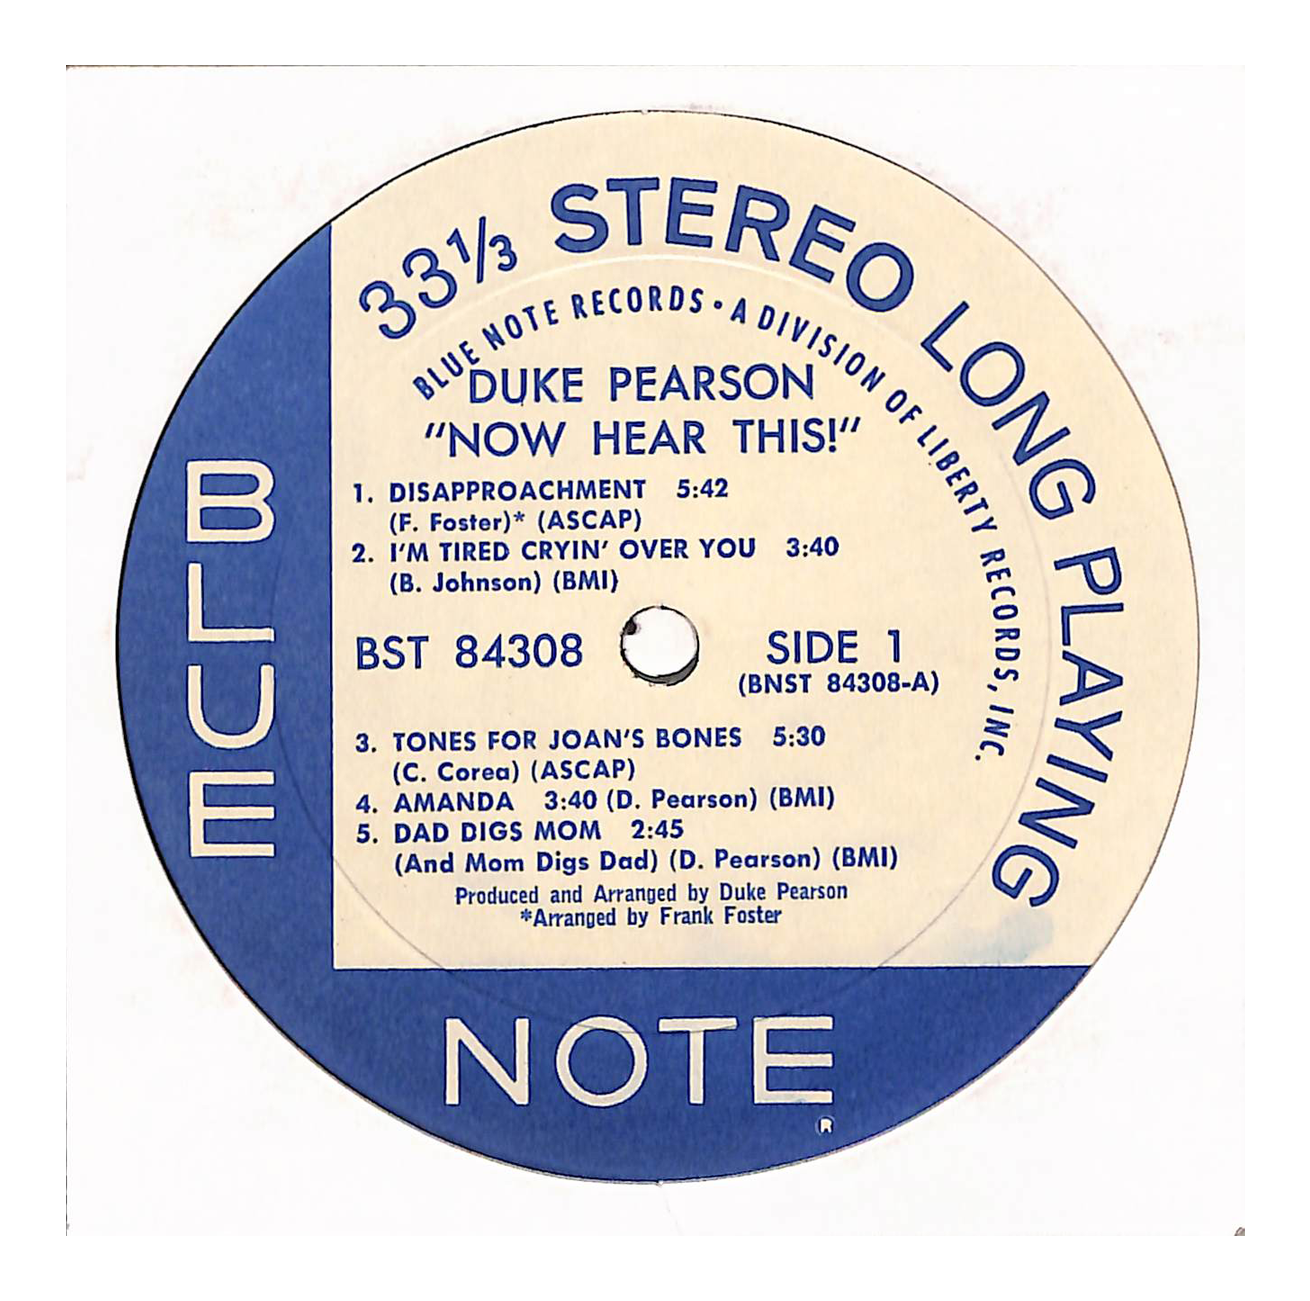 33⅓ STEREO LONG PLAYING
BLUE NOTE RECORDS • A DIVISION OF LIBERTY RECORDS, INC.
DUKE PEARSON
"NOW HEAR THIS!"
1. DISAPPROACHMENT 5:42
(F. Foster)* (ASCAP)
2. I'M TIRED CRYIN' OVER YOU 3:40
(B. Johnson) (BMI)
BST 84308
SIDE 1
(BNST 84308-A)
3. TONES FOR JOAN'S BONES 5:30
(C. Corea) (ASCAP)
4. AMANDA 3:40 (D. Pearson) (BMI)
5. DAD DIGS MOM 2:45
(And Mom Digs Dad) (D. Pearson) (BMI)
Produced and Arranged by Duke Pearson
*Arranged by Frank Foster
BLUE
NOTE
®